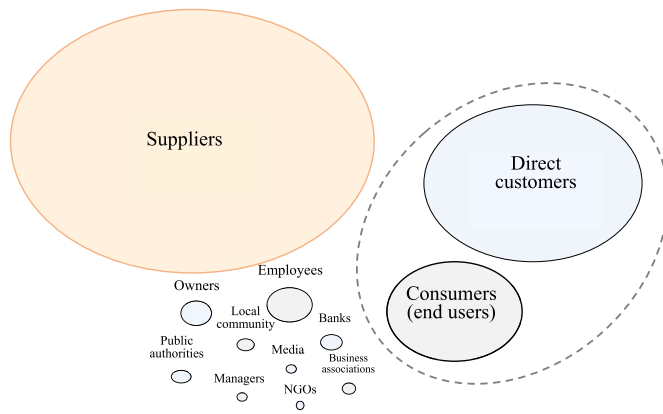 Suppliers
Direct
customers
Employees
Owners
Consumers
(end users)
Local
community
Banks
Public
authorities
Media
Business
associations
Managers
NGOs